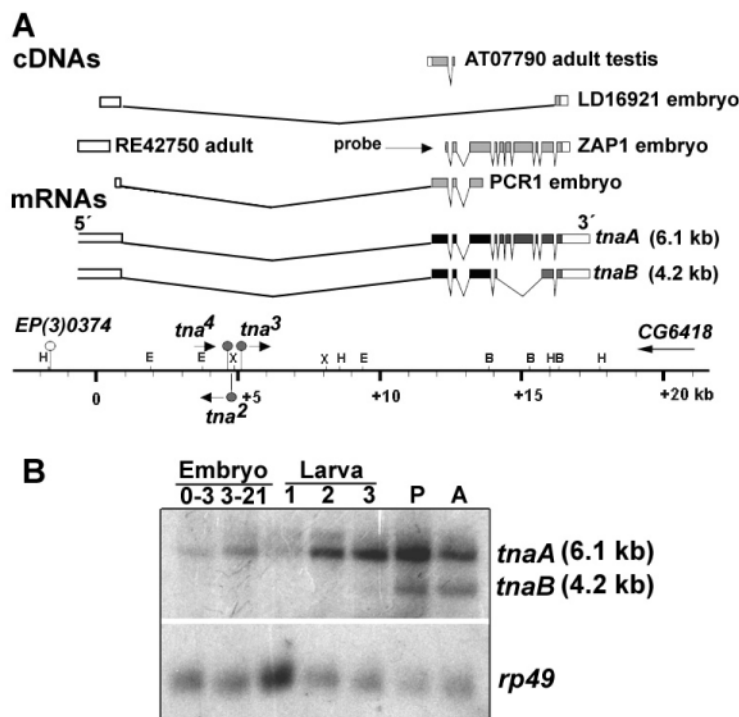 A
cDNAs
AT07790 adult testis
LD16921 embryo
RE42750 adult
probe
ZAP1 embryo
PCR1 embryo
mRNAs
5´ 3´
tnaA (6.1 kb)
tnaB (4.2 kb)
EP(3)0374 tna4 tna3 CG6418
H E E X X H E B B H B H
0 +5 +10 +15 +20 kb
tna2
B
Embryo Larva
0-3 3-21 1 2 3 P A
tnaA (6.1 kb)
tnaB (4.2 kb)
rp49